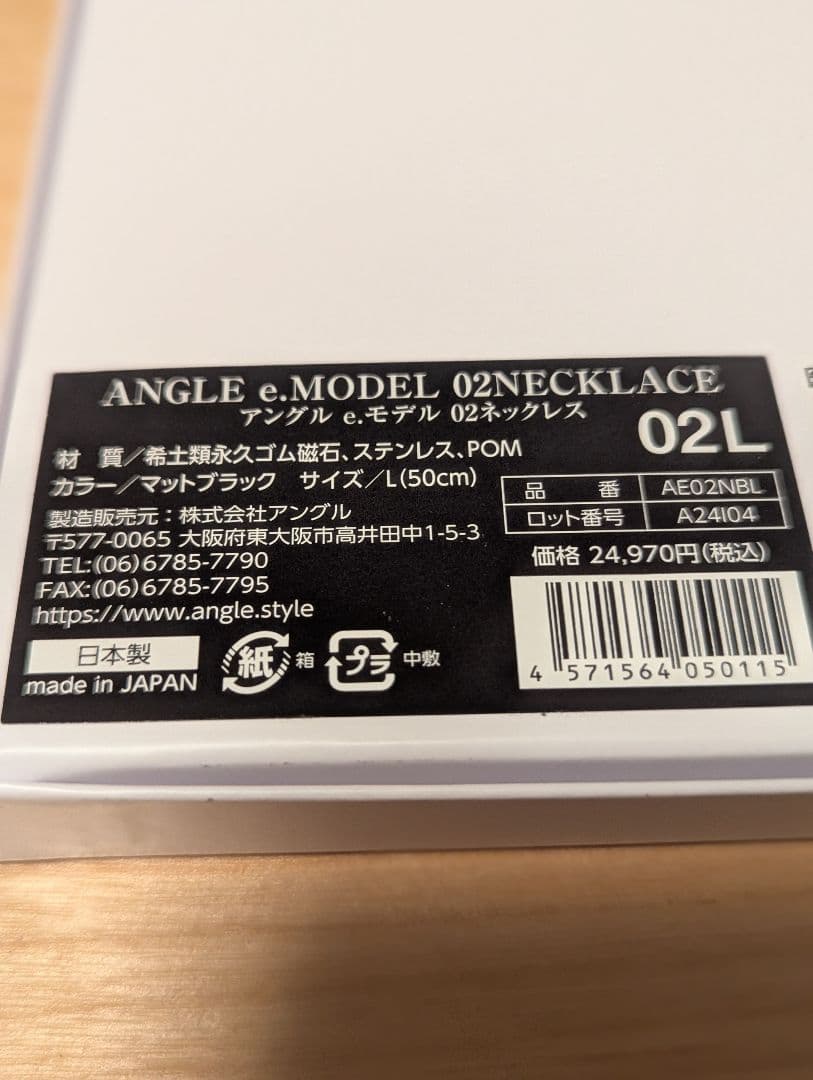 ANGLE e.MODEL 02NECKLACE
アングル e.モデル 02ネックレス
02L
材 質／希土類永久ゴム磁石、ステンレス、POM
カラー／マットブラック サイズ／L(50cm)
製造販売元：株式会社アングル
〒577-0065 大阪府東大阪市高井田中1-5-3
TEL:(06)6785-7790
FAX:(06)6785-7795
https://www.angle.style
品 番 AE02NBL
ロット番号 A24I04
価格 24,970円(税込)
日本製
made in JAPAN
紙 箱
プラ 中敷
4 571564 050115